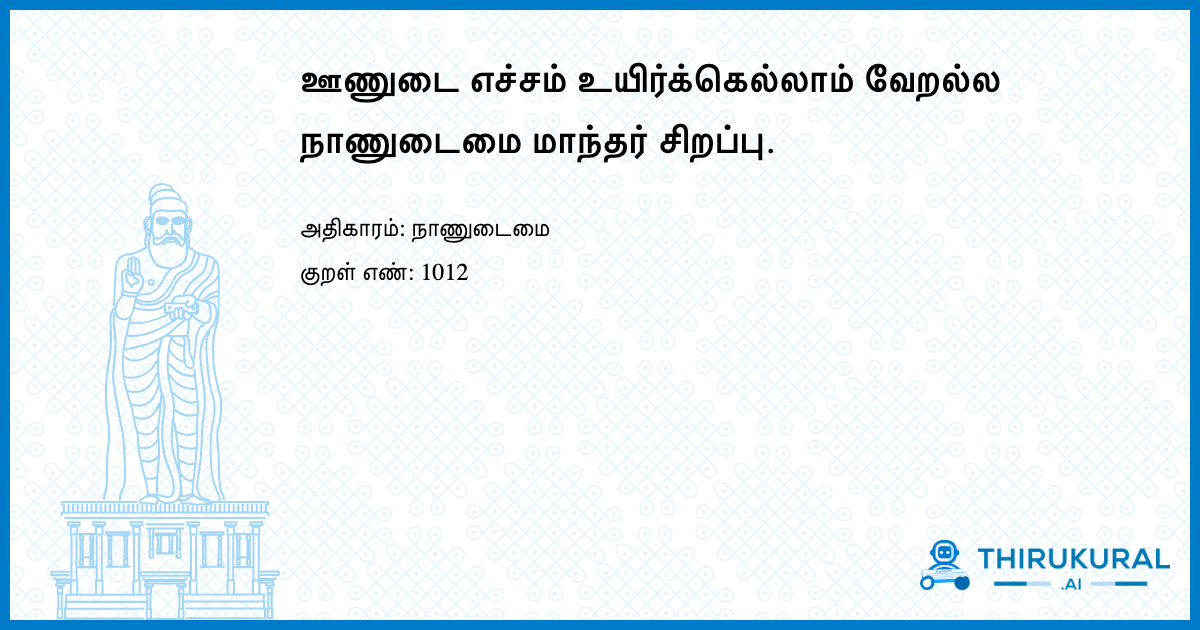 ஊணுடை எச்சம் உயிர்க்கெல்லாம் வேறல்ல
நாணுடைமை மாந்தர் சிறப்பு.
அதிகாரம்: நாணுடைமை
குறள் எண்: 1012
THIRUKURAL
.AI